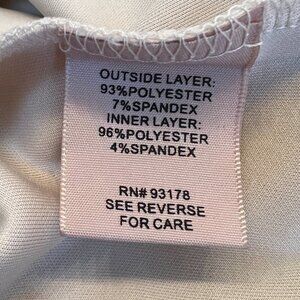 OUTSIDE LAYER:
93%POLYESTER
7%SPANDEX
INNER LAYER:
96%POLYESTER
4%SPANDEX
RN# 93178
SEE REVERSE
FOR CARE